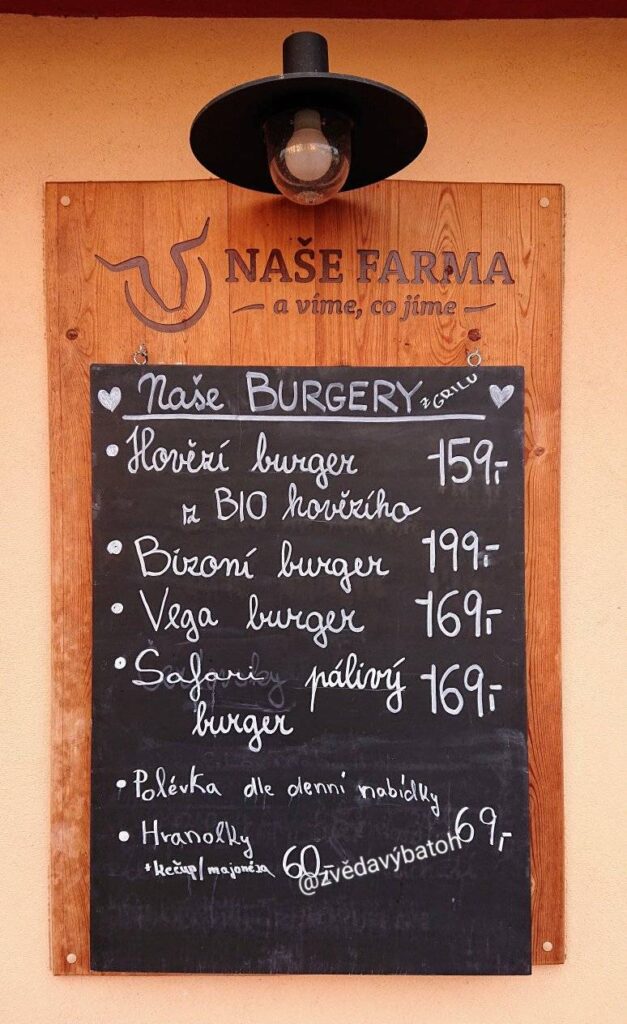 NAŠE FARMA
a víme, co jíme
Naše BURGERY z GRILU
• Hovězí burger 159,-
z BIO hovězího
• Bizoní burger 199,-
• Vega burger 169,-
• Safari pálivý 169,-
burger
• Polévka dle denní nabídky
69,-
• Hranolky
+ kečup/majonéza 60,-
@zvědavýbatoh